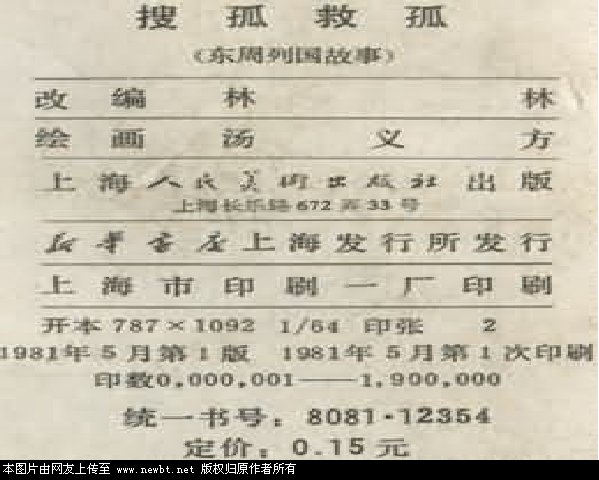 搜孤救孤
(东周列国故事)
改编 林 林
绘画 汤 义 方
上海人民美术出版社出版
上海长乐路672弄33号
新华书店上海发行所发行
上海市印刷一厂印刷
开本787×1092 1/64 印张 2
1981年5月第1版 1981年5月第1次印刷
印数0,000,001——1,900,000
统一书号：8081·12354
定价：0.15元
本图片由网友上传至 www.newbt.net 版权归原作者所有